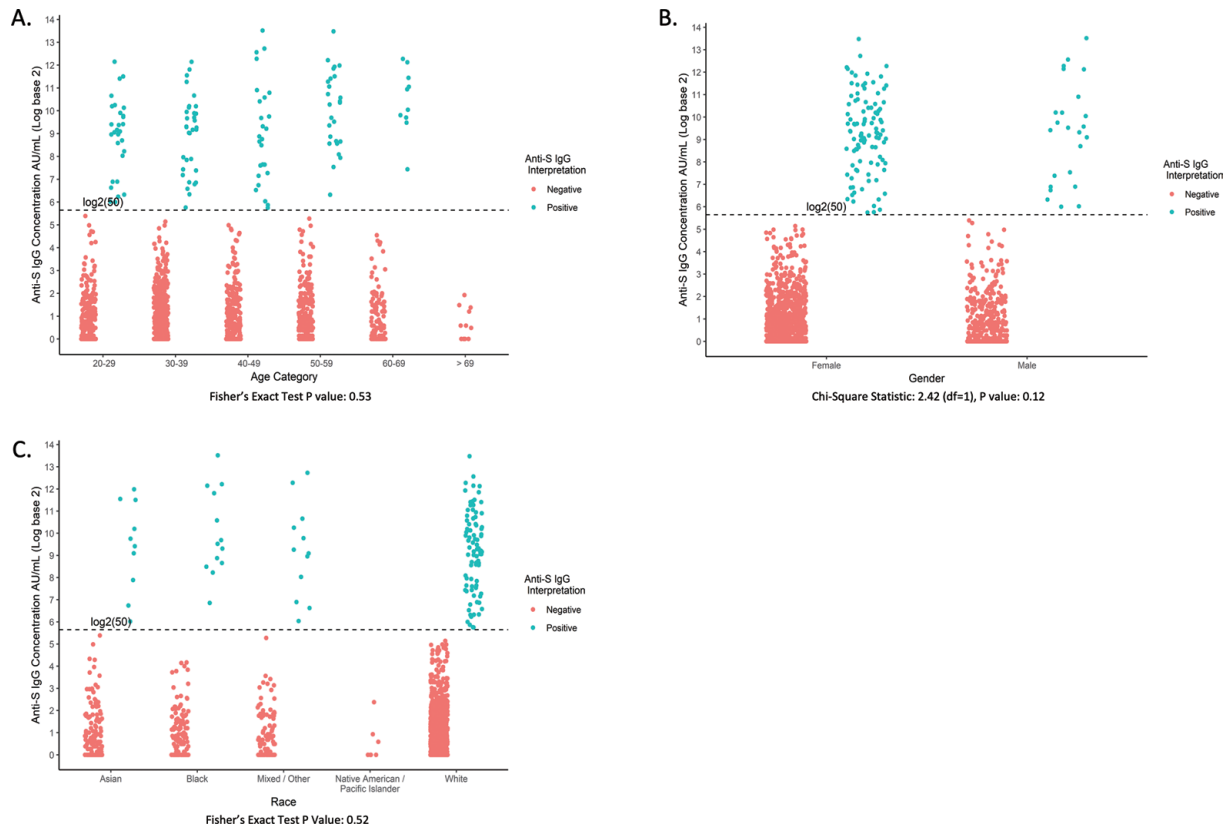 A.
Anti-S IgG Concentration AU/mL (Log base 2)
14
13
12
11
10
9
8
7
6
5
4
3
2
1
0
log2(50)
20-29
30-39
40-49
50-59
60-69
> 69
Age Category
Fisher's Exact Test P value: 0.53
Anti-S IgG
Interpretation
Negative
Positive
B.
Anti-S IgG Concentration AU/mL (Log base 2)
14
13
12
11
10
9
8
7
6
5
4
3
2
1
0
log2(50)
Female
Male
Gender
Chi-Square Statistic: 2.42 (df=1), P value: 0.12
Anti-S IgG
Interpretation
Negative
Positive
C.
Anti-S IgG Concentration AU/mL (Log base 2)
14
13
12
11
10
9
8
7
6
5
4
3
2
1
0
log2(50)
Asian
Black
Mixed / Other
Native American /
Pacific Islander
White
Race
Fisher's Exact Test P Value: 0.52
Anti-S IgG
Interpretation
Negative
Positive